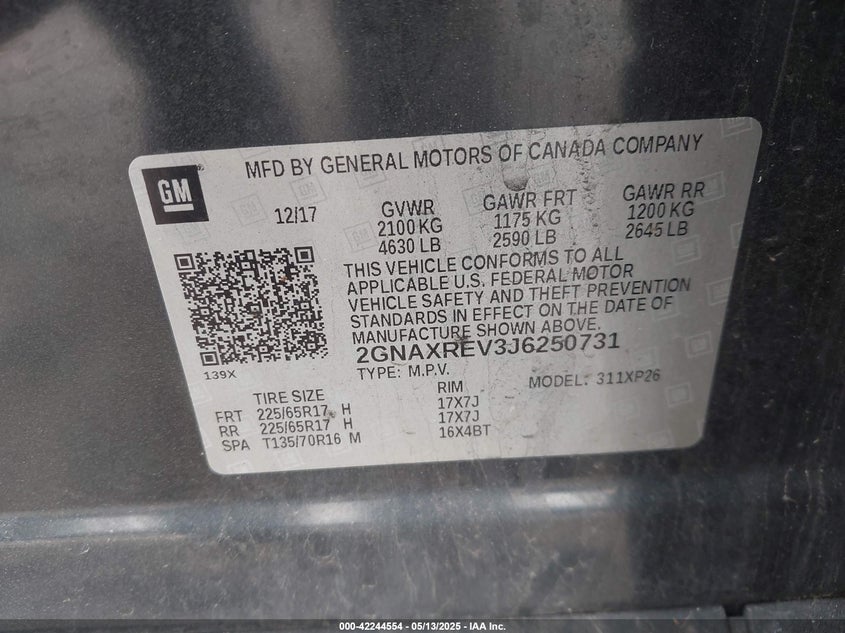 MFD BY GENERAL MOTORS OF CANADA COMPANY
GM
12/17 GVWR GAWR FRT GAWR RR
2100 KG 1175 KG 1200 KG
4630 LB 2590 LB 2645 LB
THIS VEHICLE CONFORMS TO ALL
APPLICABLE U.S. FEDERAL MOTOR
VEHICLE SAFETY AND THEFT PREVENTION
STANDARDS IN EFFECT ON THE DATE OF
MANUFACTURE SHOWN ABOVE.
2GNAXREV3J6250731
139X
TYPE: M.P.V. MODEL: 311XP26
TIRE SIZE RIM
FRT 225/65R17 H 17X7J
RR 225/65R17 H 17X7J
SPA T135/70R16 M 16X4BT
000-42244554 - 05/13/2025 - IAA Inc.